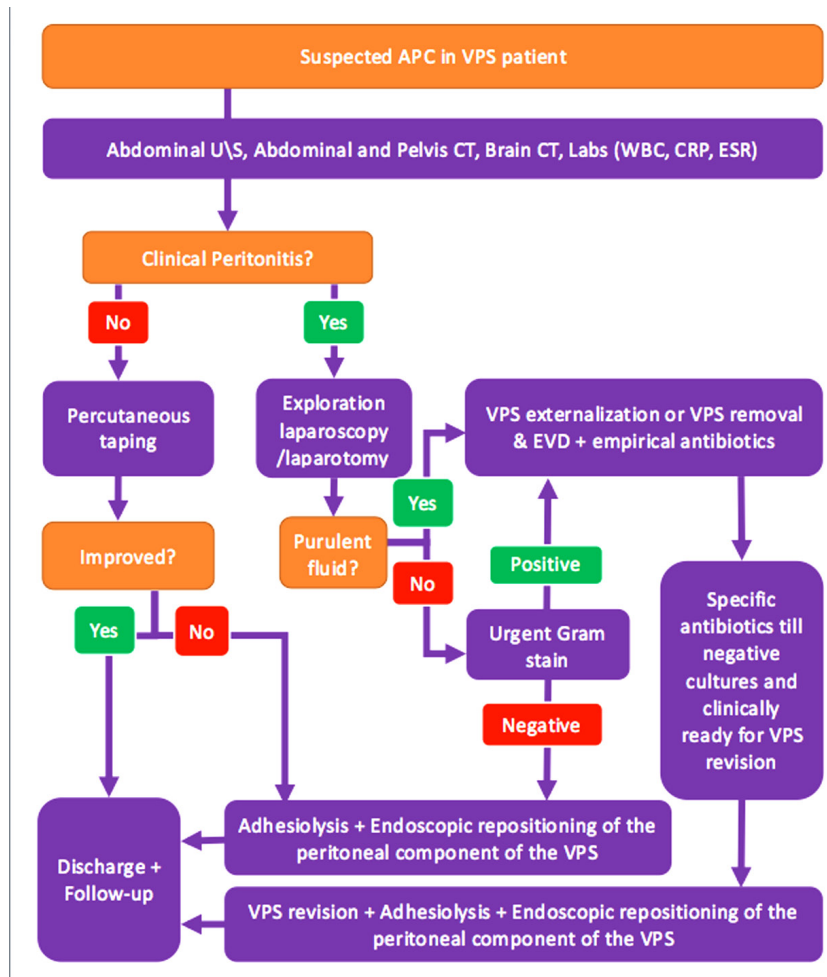 Suspected APC in VPS patient
Abdominal U\S, Abdominal and Pelvis CT, Brain CT, Labs (WBC, CRP, ESR)
Clinical Peritonitis?
No
Yes
Percutaneous
taping
Exploration
laparoscopy
/laparotomy
VPS externalization or VPS removal
& EVD + empirical antibiotics
Yes
Improved?
Purulent
fluid?
No
Positive
Specific
antibiotics till
negative
cultures and
clinically
ready for VPS
revision
Yes
No
Urgent Gram
stain
Negative
Adhesiolysis + Endoscopic repositioning of the
peritoneal component of the VPS
Discharge +
Follow-up
VPS revision + Adhesiolysis + Endoscopic repositioning of the
peritoneal component of the VPS